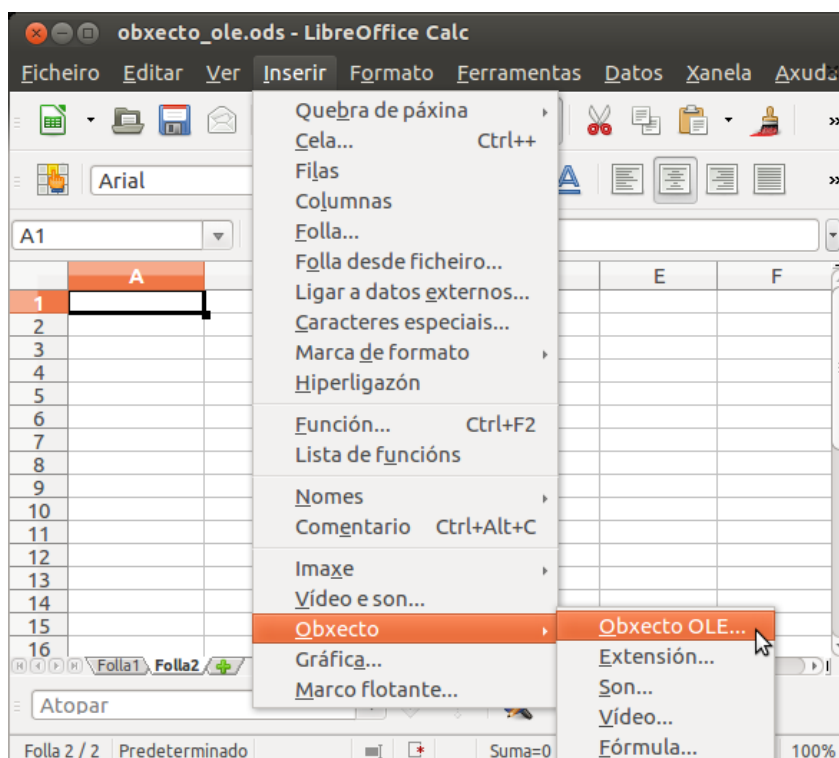 obxecto_ole.ods - LibreOffice Calc
Eicheiro Editar Ver Inserir Formato Ferramentas Datos Xanela Axuda
Arial
A1
A E F
1
2
3
4
5
6
7
8
9
10
11
12
13
14
15
16
Quebra de páxina
Cela... Ctrl++
Filas
Columnas
Folla...
Folla desde ficheiro...
Ligar a datos externos...
Caracteres especiais...
Marca de formato
Hiperligazón
Función... Ctrl+F2
Lista de funcións
Nomes
Comentario Ctrl+Alt+C
Imaxe
Vídeo e son...
Obxecto
Gráfica...
Marco flotante...
Obxecto OLE...
Extensión...
Son...
Vídeo...
Fórmula...
Folla1 Folla2
Atopar
Folla 2 / 2 Predeterminado Suma=0 100%